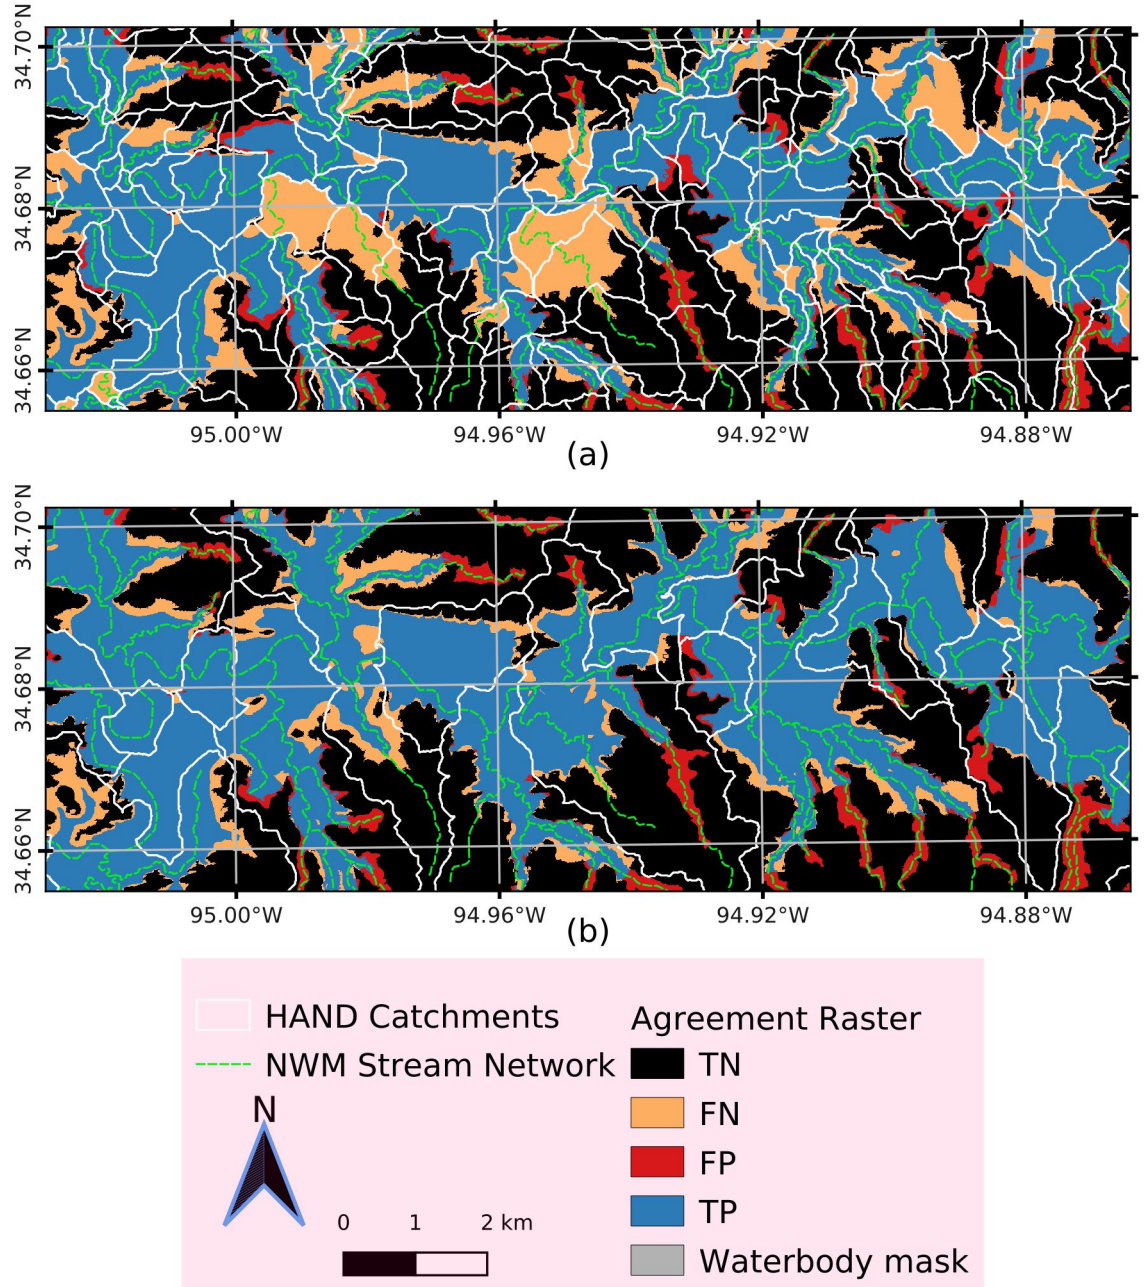 34.70°N
34.68°N
34.66°N
95.00°W 94.96°W 94.92°W 94.88°W
(a)
34.70°N
34.68°N
34.66°N
95.00°W 94.96°W 94.92°W 94.88°W
(b)
HAND Catchments
NWM Stream Network
N
0 1 2 km
Agreement Raster
TN
FN
FP
TP
Waterbody mask